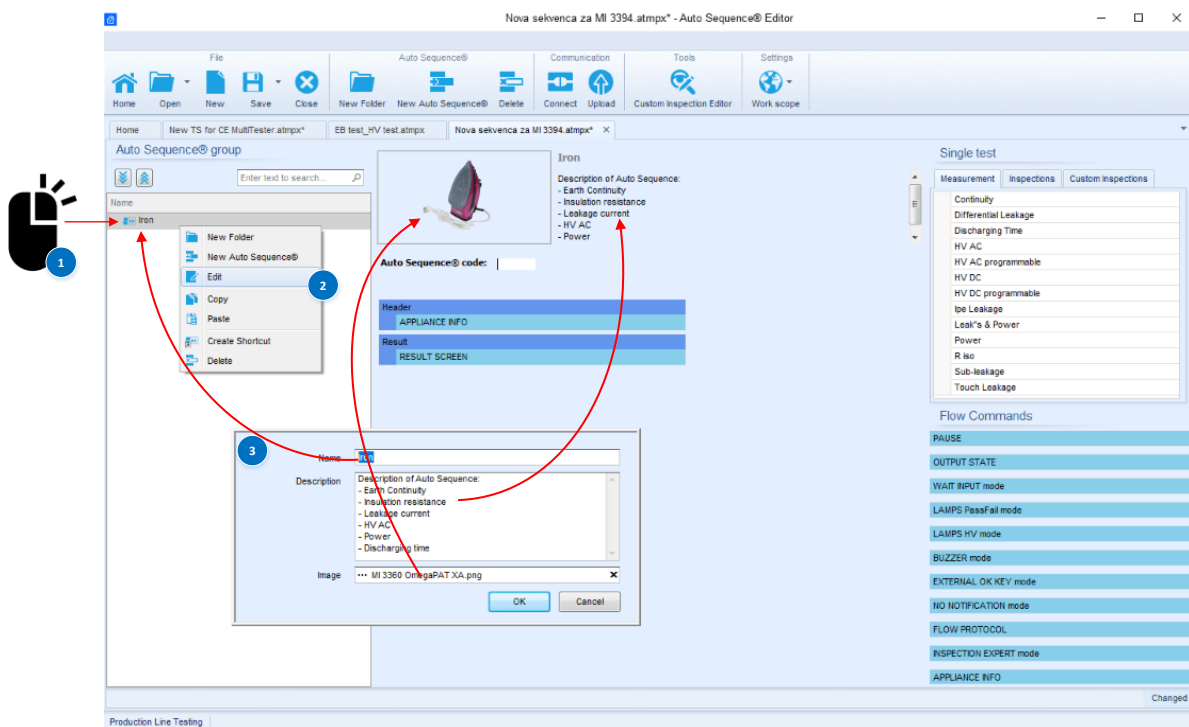 Nova sekvenca za MI 3394.atmpx* - Auto Sequence® Editor
File
Auto Sequence®
Communication
Tools
Settings
Home
Open
New
Save
Close
New Folder
New Auto Sequence®
Delete
Connect
Upload
Custom Inspection Editor
Work scope
Home
New TS for CE MultiTester.atmpx*
EB test_HV test.atmpx
Nova sekvenca za MI 3394.atmpx*
Auto Sequence® group
Enter text to search...
Name
Iron
1
New Folder
New Auto Sequence®
Edit
2
Copy
Paste
Create Shortcut
Delete
Iron
Description of Auto Sequence:
- Earth Continuity
- Insulation resistance
- Leakage current
- HV AC
- Power
Auto Sequence® code:
Header
APPLIANCE INFO
Result
RESULT SCREEN
3
Name
Iron
Description
Description of Auto Sequence:
- Earth Continuity
- Insulation resistance
- Leakage current
- HV AC
- Power
- Discharging time
Image
••• MI 3360 OmegaPAT XA.png
OK
Cancel
Single test
Measurement
Inspections
Custom Inspections
Continuity
Differential Leakage
Discharging Time
HV AC
HV AC programmable
HV DC
HV DC programmable
Ipe Leakage
Leak"s & Power
Power
R iso
Sub-leakage
Touch Leakage
Flow Commands
PAUSE
OUTPUT STATE
WAIT INPUT mode
LAMPS PassFail mode
LAMPS HV mode
BUZZER mode
EXTERNAL OK KEY mode
NO NOTIFICATION mode
FLOW PROTOCOL
INSPECTION EXPERT mode
APPLIANCE INFO
Changed
Production Line Testing